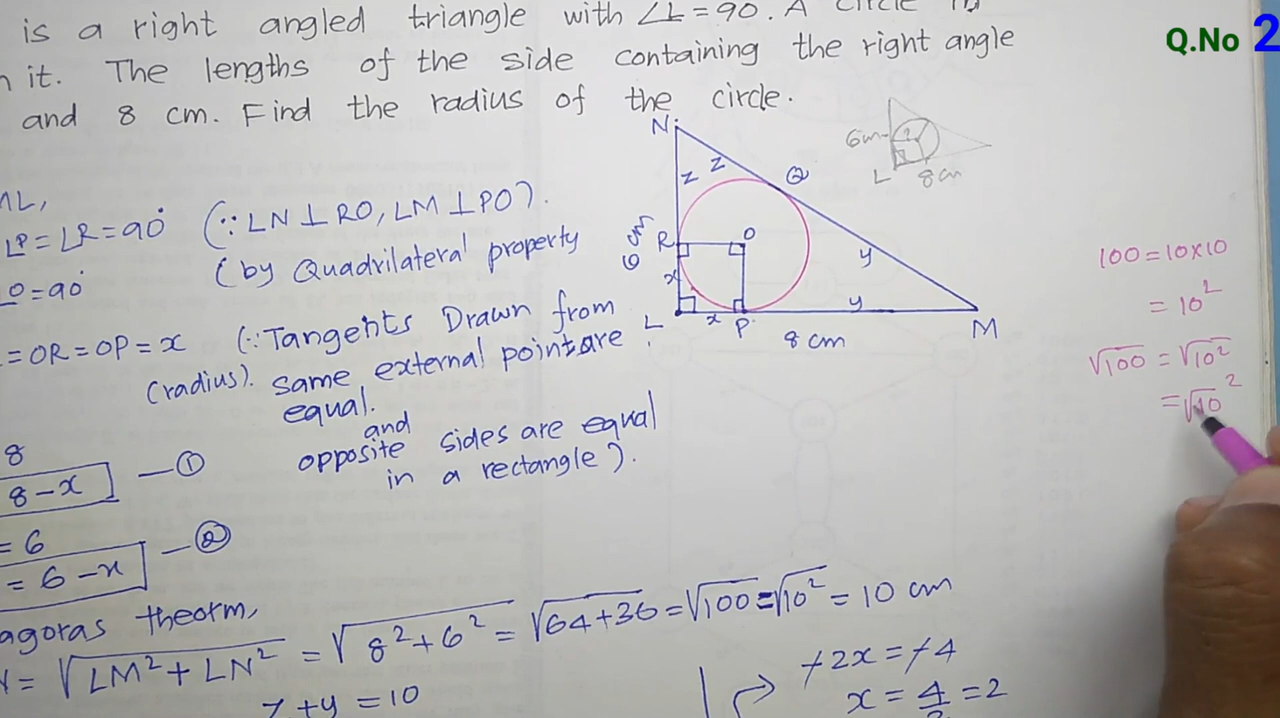 is a right angled triangle with ∠L = 90. A circle
it. The lengths of the side containing the right angle
and 8 cm. Find the radius of the circle.
Q.No 2
N
z z Q
6 cm
R O
x y
x P y
L M
8 cm
6cm
L 8cm
∠P = ∠R = 90° (∵ LN ⊥ RO, LM ⊥ PO).
= 90° (by Quadrilateral property
= OR = OP = x (∵ Tangents Drawn from
(radius). same external point are
equal.
and
opposite sides are equal
in a rectangle).
8
8 - x — ①
= 6
= 6 - x — ②
theorm,
= √LM² + LN² = √8² + 6² = √64+36 = √100 = √10² = 10 cm
z + y = 10
-2x = -4
x = 4/2 = 2
100 = 10×10
= 10²
√100 = √10²
= √10²